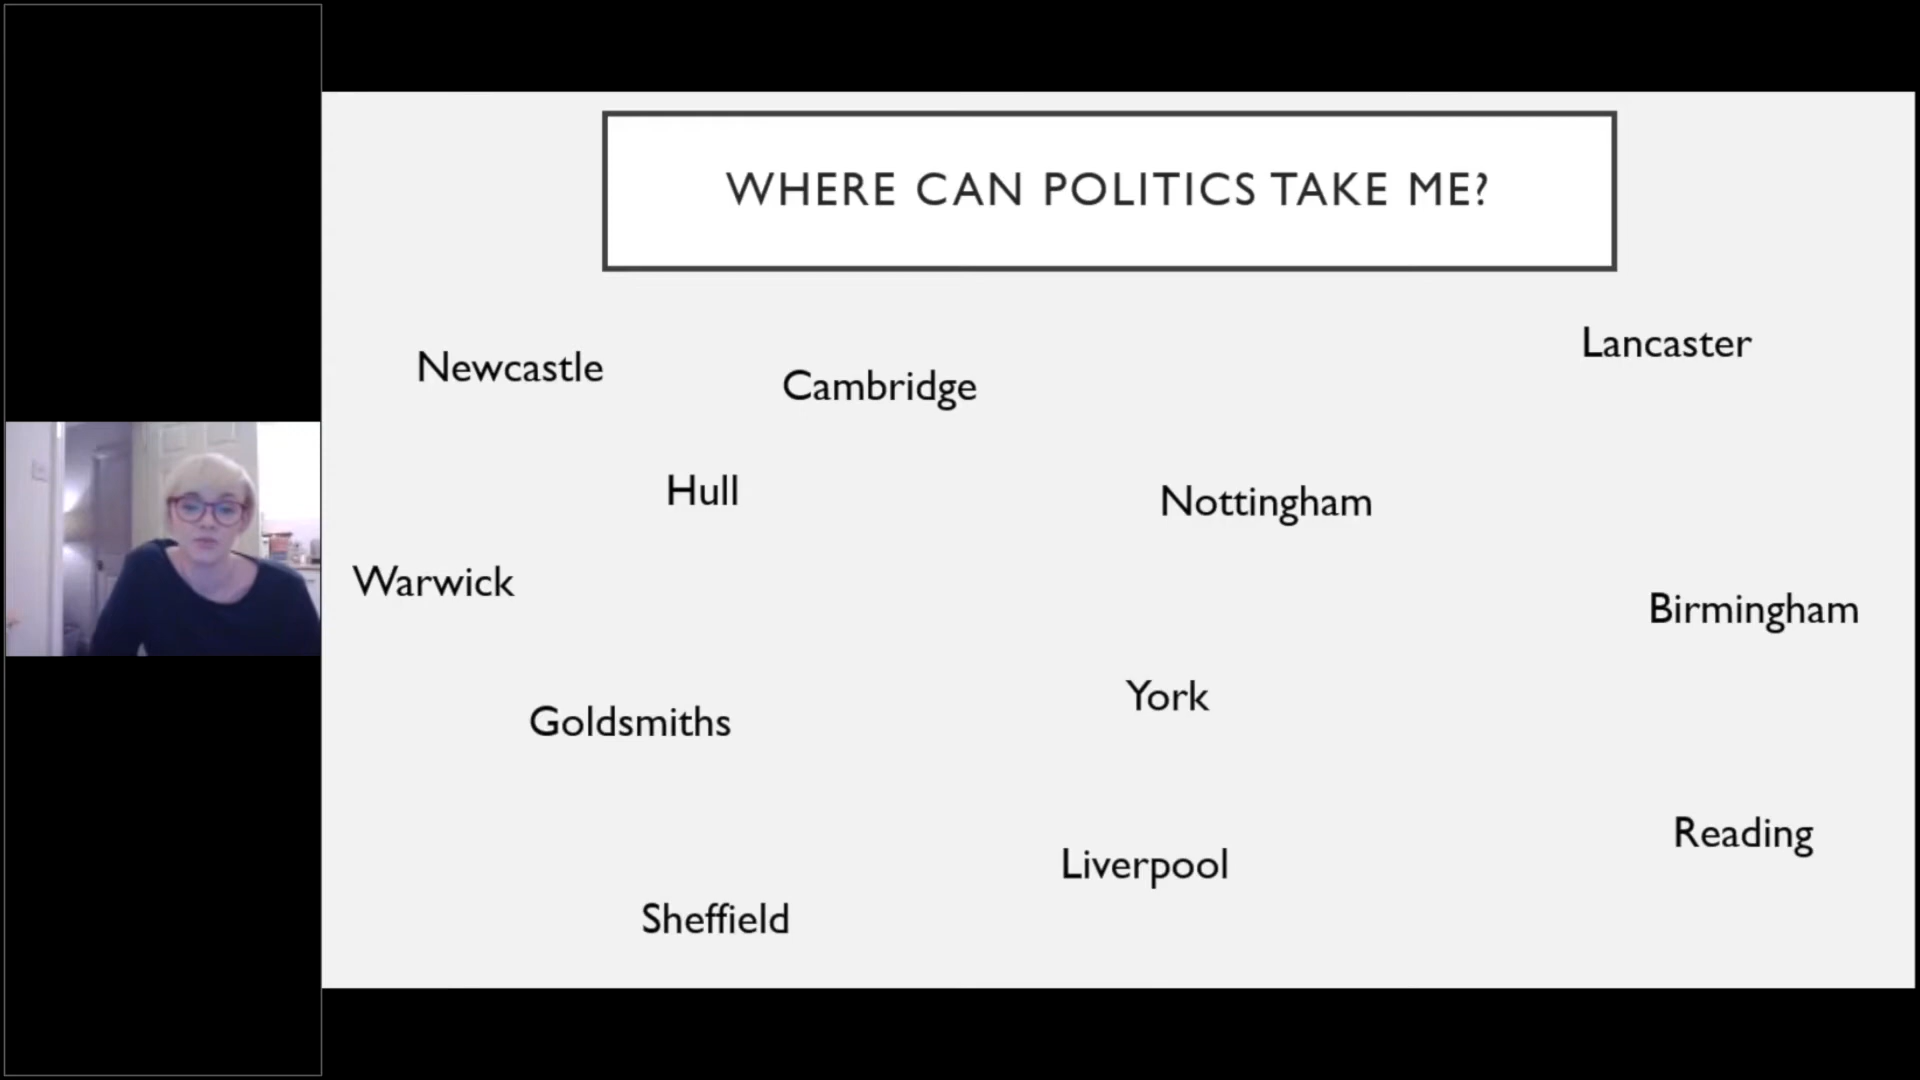 WHERE CAN POLITICS TAKE ME?
Lancaster
Newcastle
Cambridge
Hull
Nottingham
Warwick
Birmingham
York
Goldsmiths
Reading
Liverpool
Sheffield